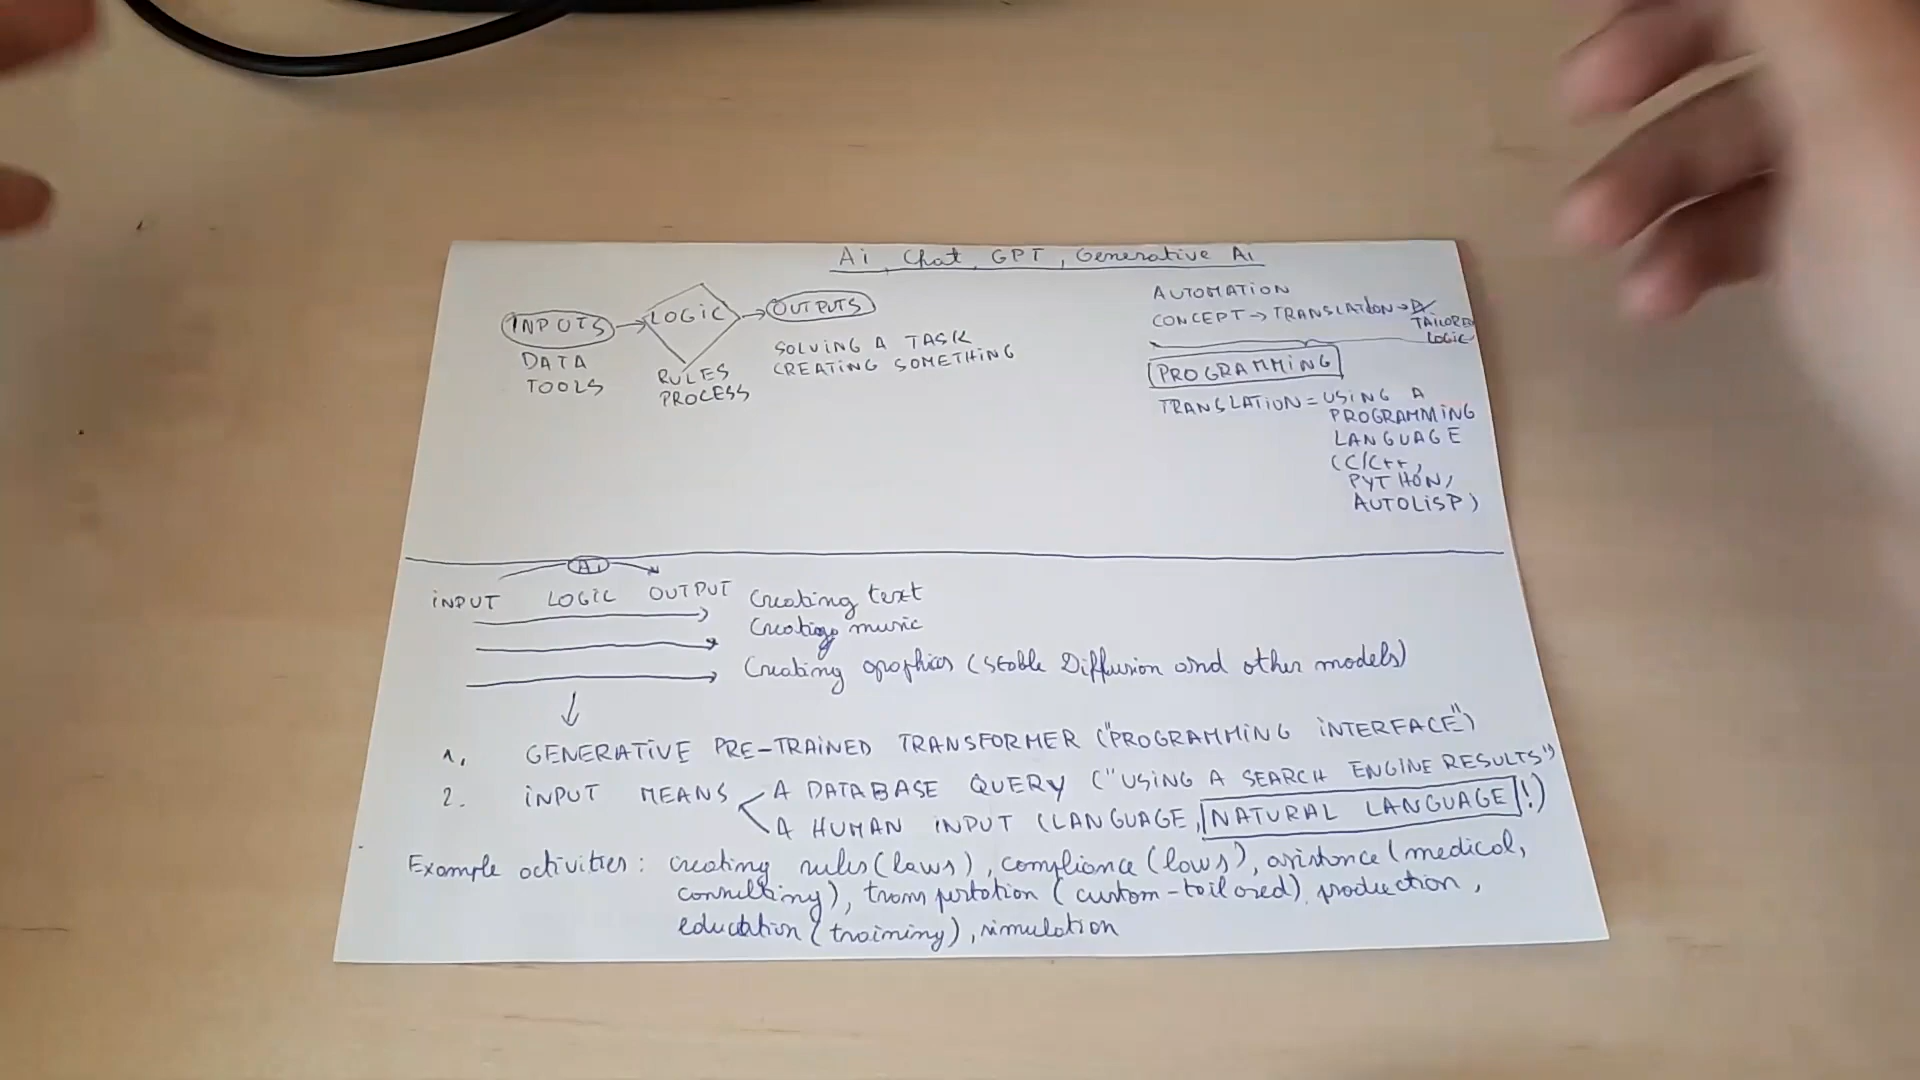 Ai, Chat GPT, Generative Ai
INPUTS → LOGIC → OUTPUTS
DATA
TOOLS
RULES
PROCESS
SOLVING A TASK
CREATING SOMETHING
AUTOMATION
CONCEPT → TRANSLATION →
TAILORED
LOGIC
PROGRAMMING
TRANSLATION = USING A
PROGRAMMING
LANGUAGE
(C/C++,
PYTHON,
AUTOLISP)
Ai
INPUT LOGIC OUTPUT
Creating text
Creating music
Creating graphics (Stable Diffusion and other models)
1. GENERATIVE PRE-TRAINED TRANSFORMER ("PROGRAMMING INTERFACE")
2. INPUT MEANS A DATABASE QUERY ("USING A SEARCH ENGINE RESULTS")
A HUMAN INPUT (LANGUAGE, NATURAL LANGUAGE!)
Example activities: creating rules (laws), compliance (laws), assistance (medical,
consulting), transportation (custom-tailored), production,
education (training), simulation